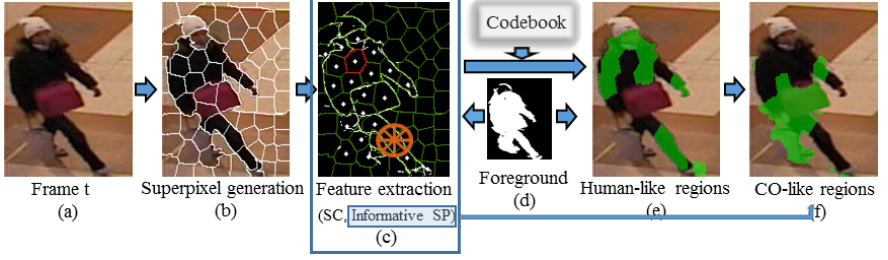 Codebook
Frame t
(a)
Superpixel generation
(b)
Feature extraction
(SC, Informative SP)
(c)
Foreground
(d)
Human-like regions
(e)
CO-like regions
(f)